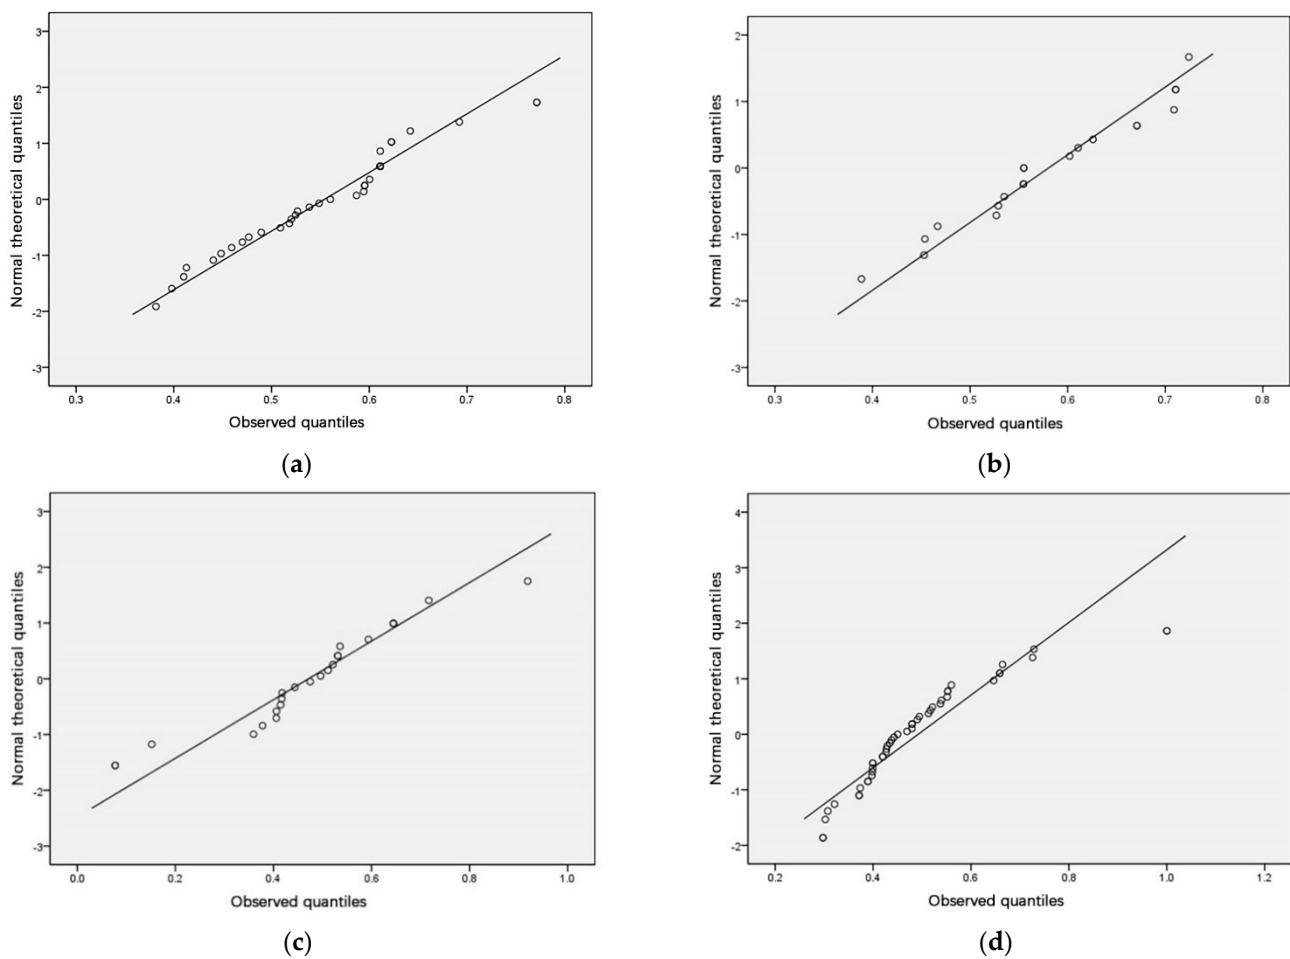 Normal theoretical quantiles
3
2
1
0
-1
-2
-3
0.3 0.4 0.5 0.6 0.7 0.8
Observed quantiles
(a)
Normal theoretical quantiles
2
1
0
-1
-2
-3
0.3 0.4 0.5 0.6 0.7 0.8
Observed quantiles
(b)
Normal theoretical quantiles
3
2
1
0
-1
-2
-3
0.0 0.2 0.4 0.6 0.8 1.0
Observed quantiles
(c)
Normal theoretical quantiles
4
3
2
1
0
-1
-2
0.2 0.4 0.6 0.8 1.0 1.2
Observed quantiles
(d)